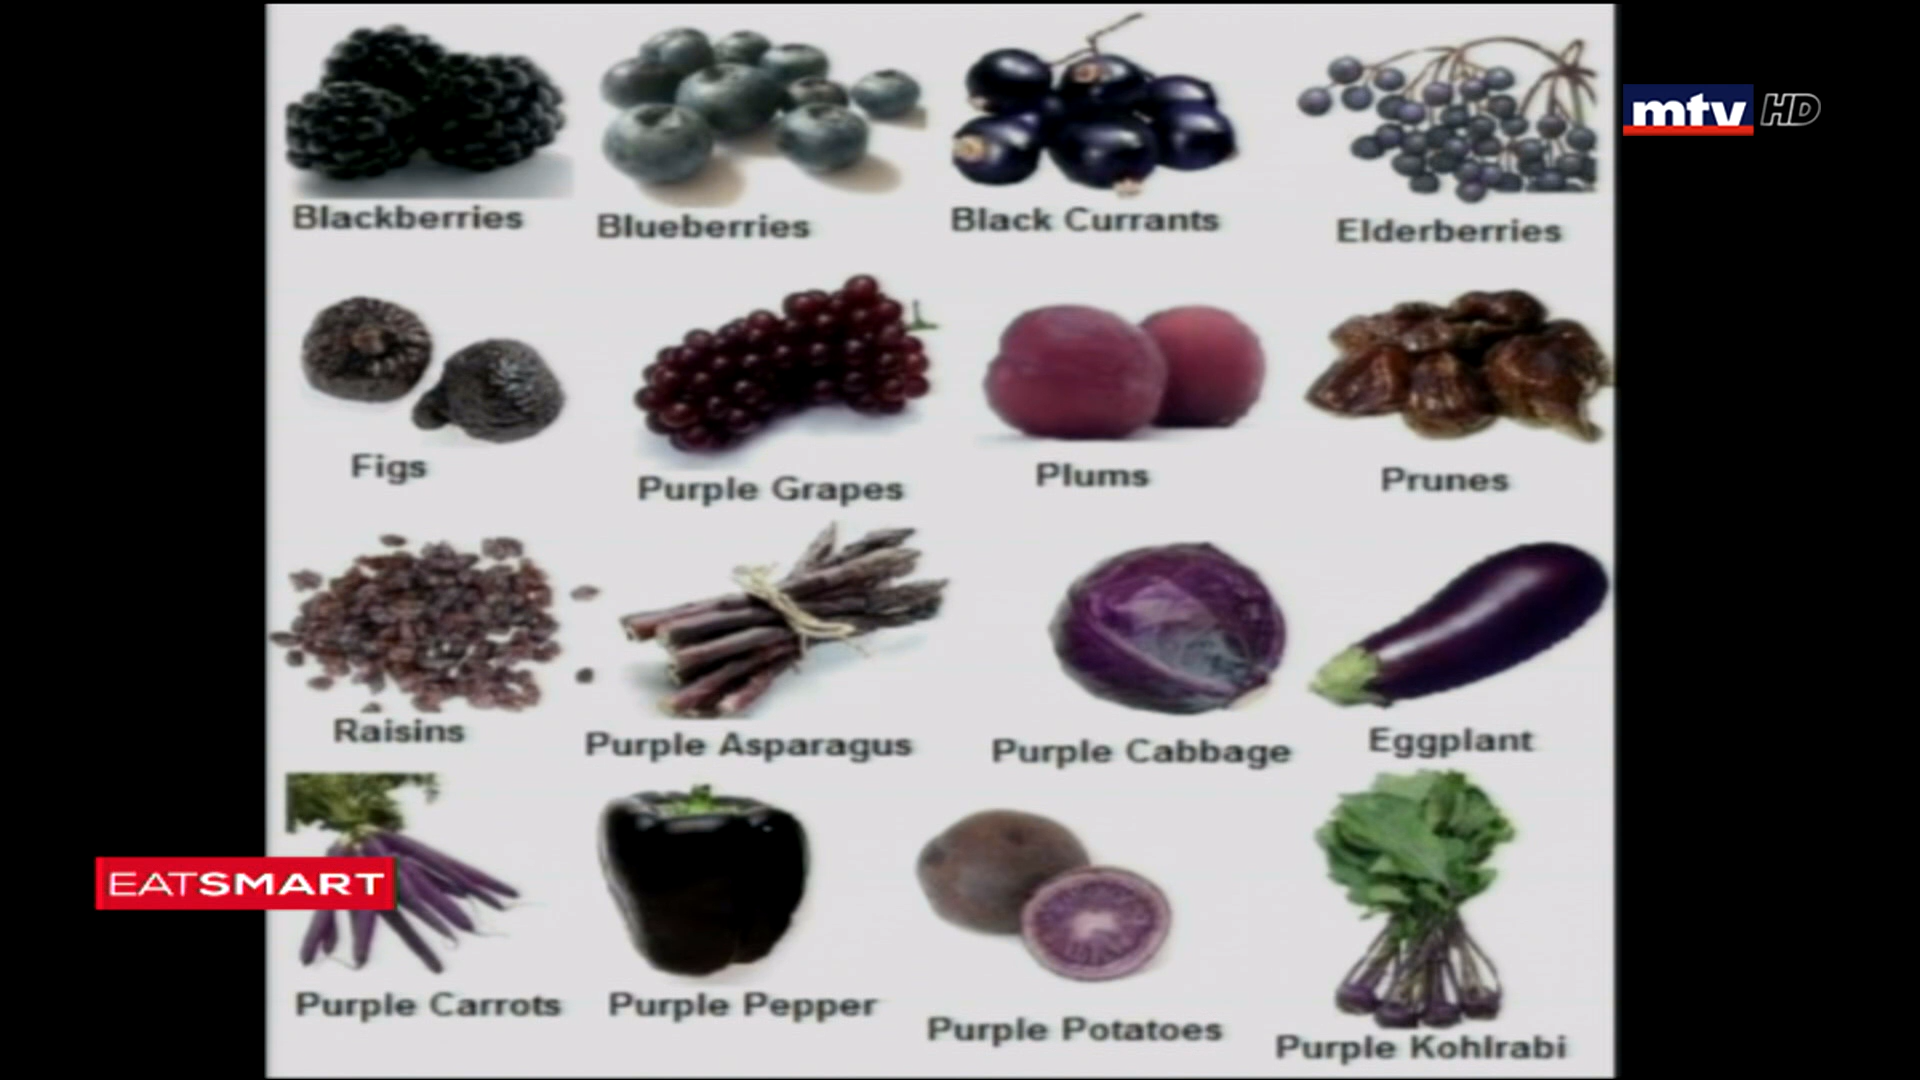 mtv HD
Blackberries
Blueberries
Black Currants
Elderberries
Figs
Purple Grapes
Plums
Prunes
Raisins
Purple Asparagus
Purple Cabbage
Eggplant
EATSMART
Purple Carrots
Purple Pepper
Purple Potatoes
Purple Kohlrabi